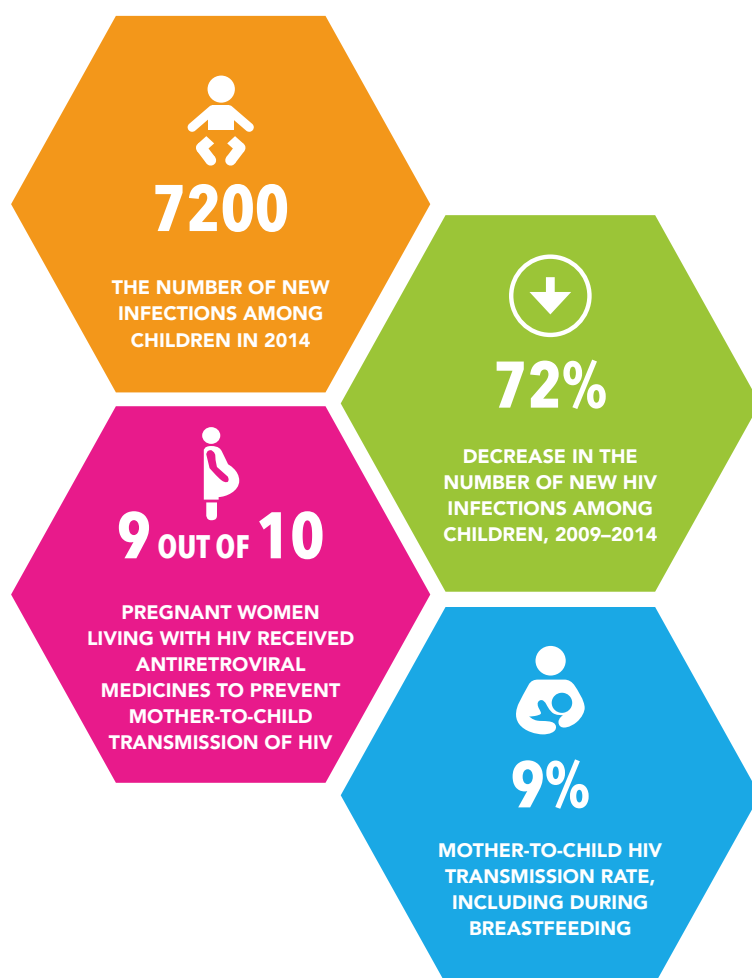 7200
THE NUMBER OF NEW
INFECTIONS AMONG
CHILDREN IN 2014
72%
DECREASE IN THE
NUMBER OF NEW HIV
INFECTIONS AMONG
CHILDREN, 2009–2014
9 OUT OF 10
PREGNANT WOMEN
LIVING WITH HIV RECEIVED
ANTIRETROVIRAL
MEDICINES TO PREVENT
MOTHER-TO-CHILD
TRANSMISSION OF HIV
9%
MOTHER-TO-CHILD HIV
TRANSMISSION RATE,
INCLUDING DURING
BREASTFEEDING